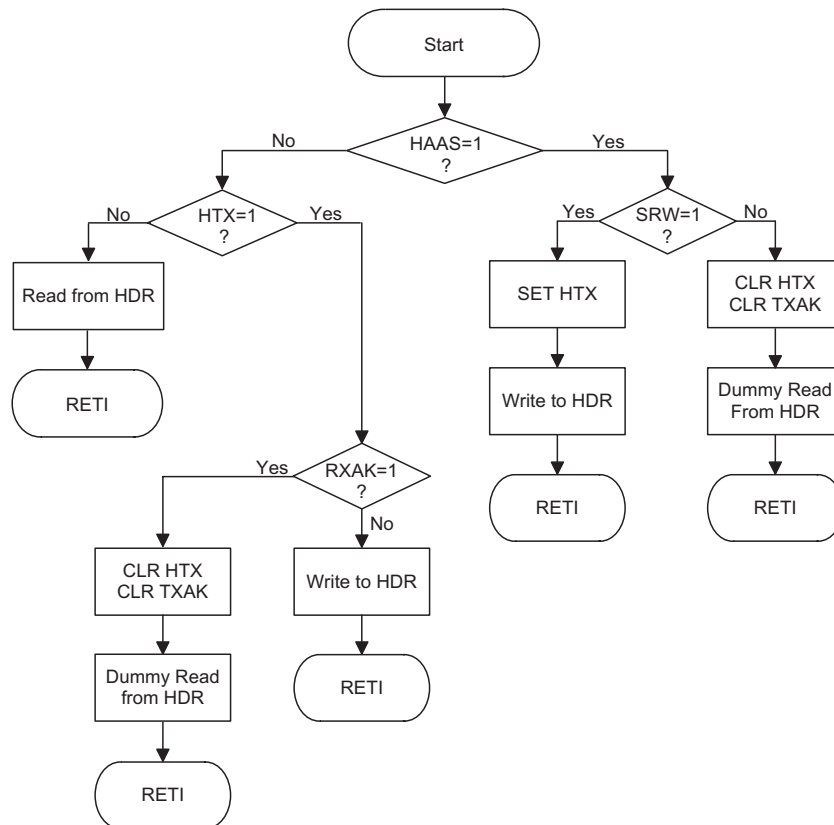 Start
HAAS=1
?
No
Yes
HTX=1
?
No
Yes
SRW=1
?
Yes
No
Read from HDR
SET HTX
CLR HTX
CLR TXAK
RETI
Write to HDR
Dummy Read
From HDR
RXAK=1
?
Yes
No
RETI
RETI
CLR HTX
CLR TXAK
Write to HDR
Dummy Read
from HDR
RETI
RETI